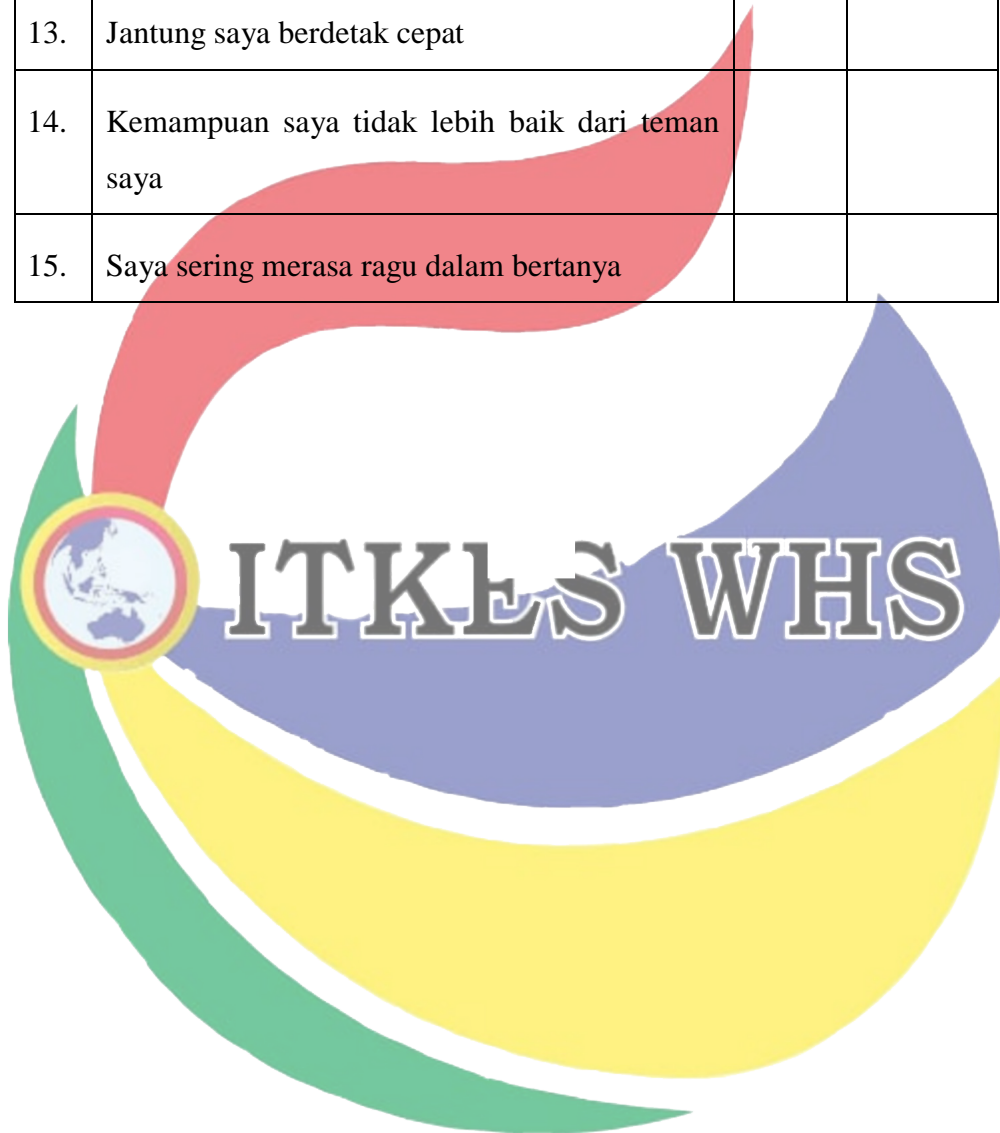 13. Jantung saya berdetak cepat
14. Kemampuan saya tidak lebih baik dari teman
saya
15. Saya sering merasa ragu dalam bertanya
ITKES WHS